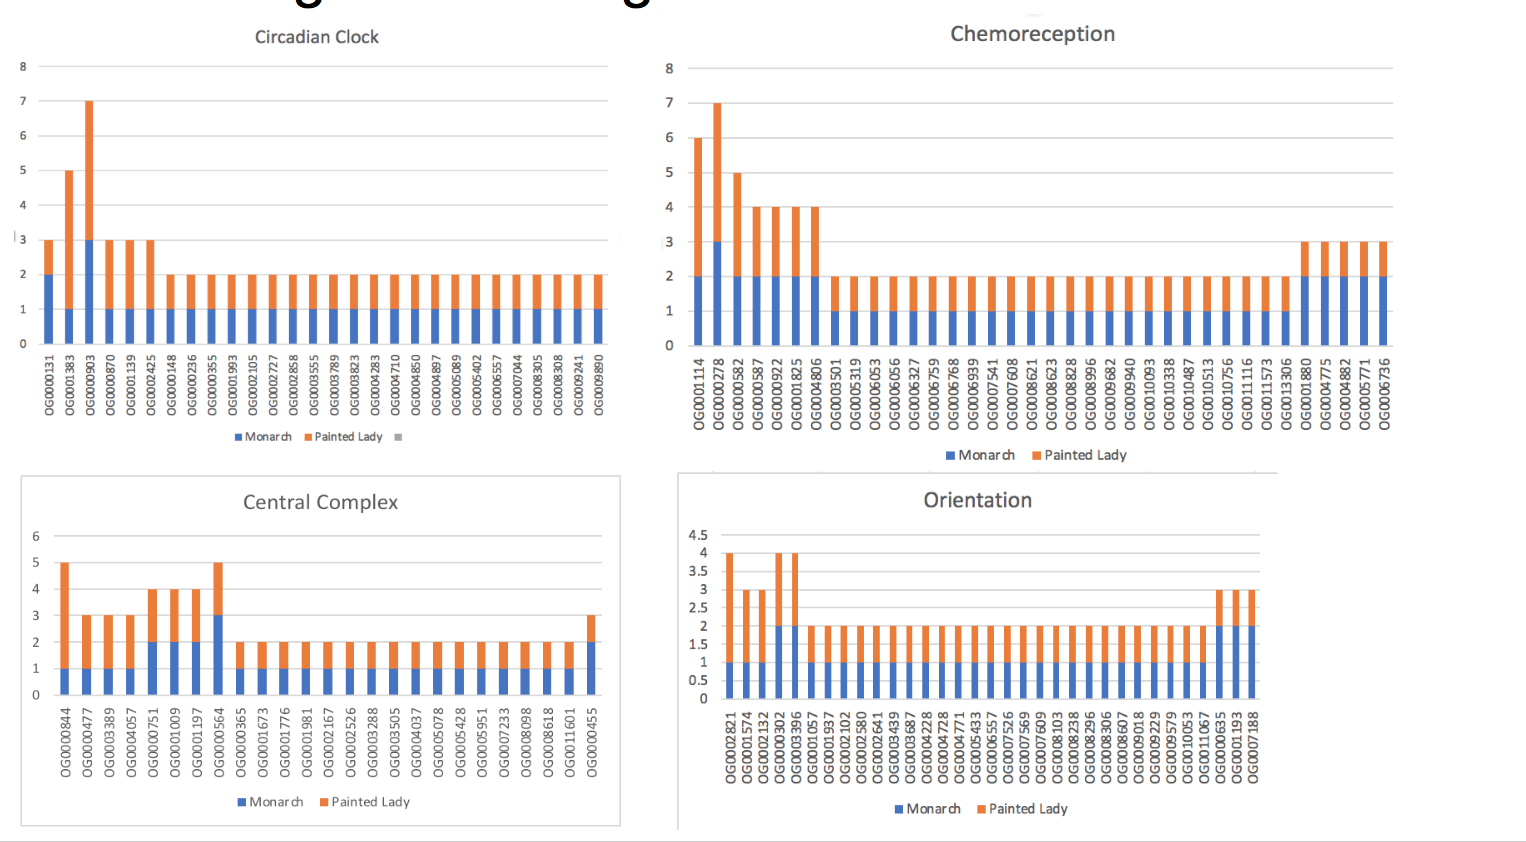 Circadian Clock
8
7
6
5
4
3
2
1
0
OG0000131
OG0001383
OG0000903
OG0000870
OG0001139
OG0002425
OG0000148
OG0000236
OG0000355
OG0001993
OG0002105
OG0002727
OG0002858
OG0003555
OG0003789
OG0003823
OG0004283
OG0004710
OG0004850
OG0004897
OG0005089
OG0005402
OG0006557
OG0007044
OG0008305
OG0008308
OG0009241
OG0009890
Monarch Painted Lady
Chemoreception
8
7
6
5
4
3
2
1
0
OG0001114
OG0000278
OG0000582
OG0000587
OG0000922
OG0001825
OG0004806
OG0003501
OG0005319
OG0006053
OG0006056
OG0006327
OG0006759
OG0006768
OG0006939
OG0007541
OG0007608
OG0008621
OG0008623
OG0008828
OG0008996
OG0009682
OG0009940
OG0010093
OG0010338
OG0010487
OG0010513
OG0010756
OG0011116
OG0011573
OG0013306
OG0001880
OG0004775
OG0004882
OG0005771
OG0006736
Monarch Painted Lady
Central Complex
6
5
4
3
2
1
0
OG0000844
OG0000477
OG0003389
OG0004057
OG0000751
OG0001009
OG0001197
OG0000564
OG0000365
OG0001673
OG0001776
OG0001981
OG0002167
OG0002526
OG0003288
OG0003505
OG0004037
OG0005078
OG0005428
OG0005951
OG0007233
OG0008098
OG0008618
OG0011601
OG0000455
Monarch Painted Lady
Orientation
4.5
4
3.5
3
2.5
2
1.5
1
0.5
0
OG0002821
OG0001574
OG0002132
OG0000302
OG0003396
OG0001057
OG0001937
OG0002102
OG0002580
OG0002641
OG0003439
OG0003687
OG0004228
OG0004728
OG0004771
OG0005433
OG0006557
OG0007526
OG0007569
OG0007609
OG0008103
OG0008238
OG0008296
OG0008306
OG0008607
OG0009018
OG0009229
OG0009579
OG0010053
OG0011067
OG0000635
OG0001193
OG0007188
Monarch Painted Lady